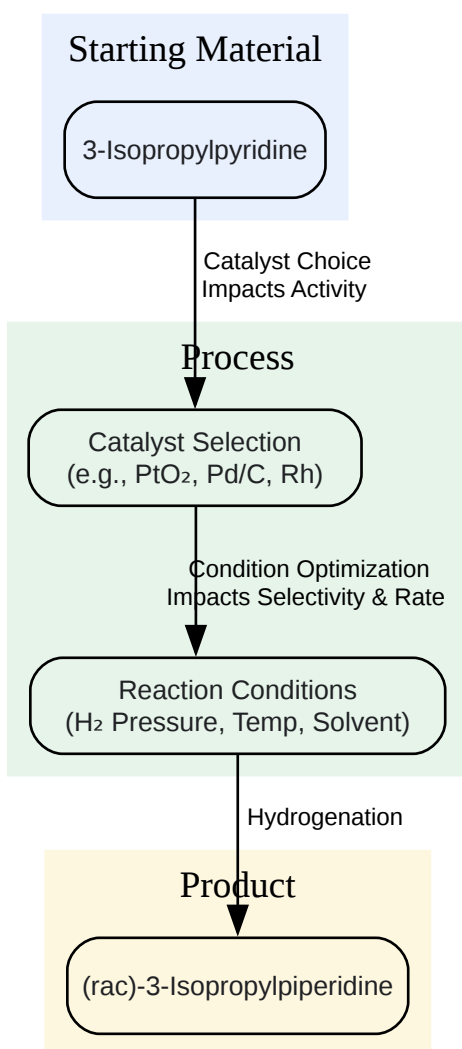 Starting Material
3-Isopropylpyridine
Catalyst Choice
Impacts Activity
Process
Catalyst Selection
(e.g., PtO₂, Pd/C, Rh)
Condition Optimization
Impacts Selectivity & Rate
Reaction Conditions
(H₂ Pressure, Temp, Solvent)
Hydrogenation
Product
(rac)-3-Isopropylpiperidine